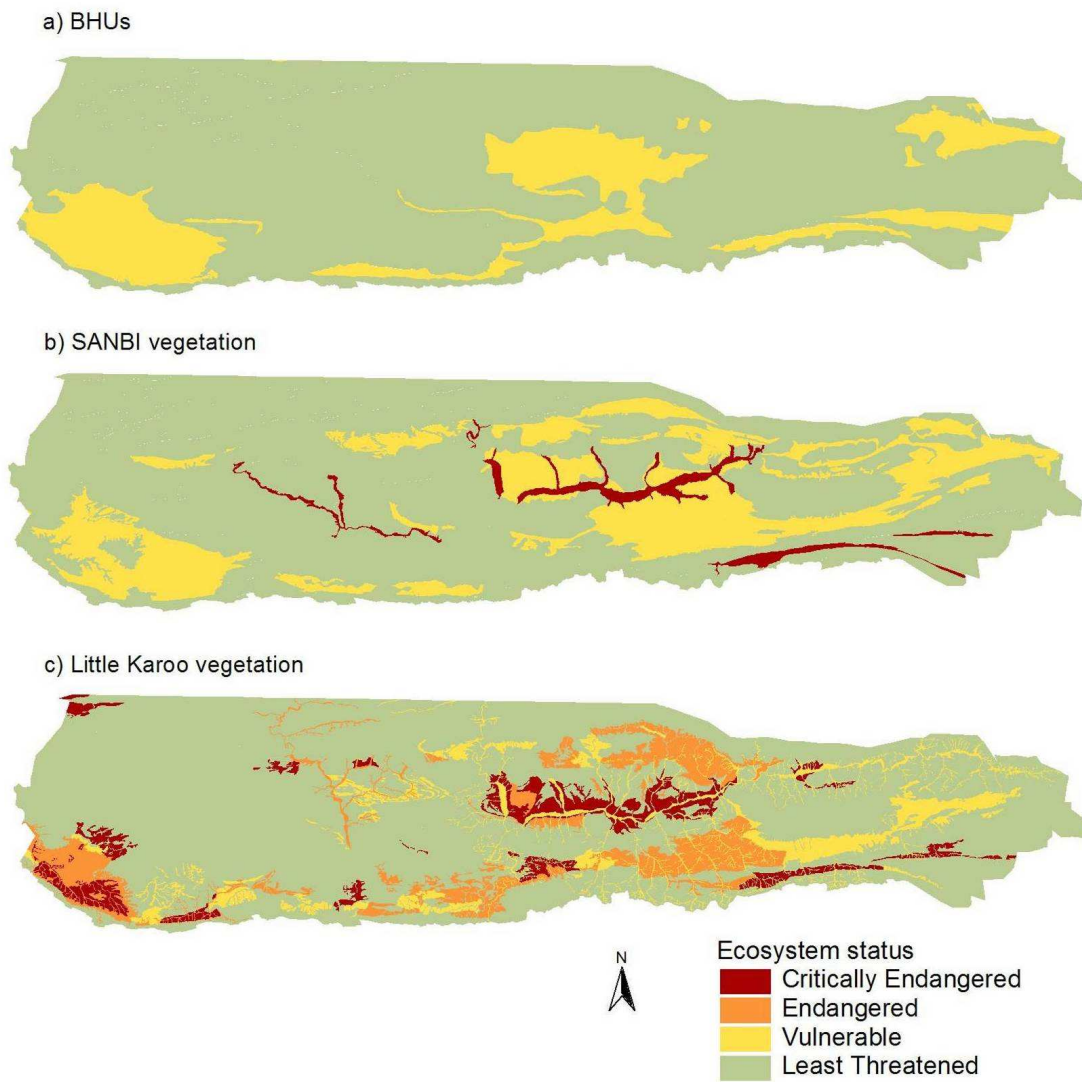 a) BHUs
b) SANBI vegetation
c) Little Karoo vegetation
N
Ecosystem status
Critically Endangered
Endangered
Vulnerable
Least Threatened